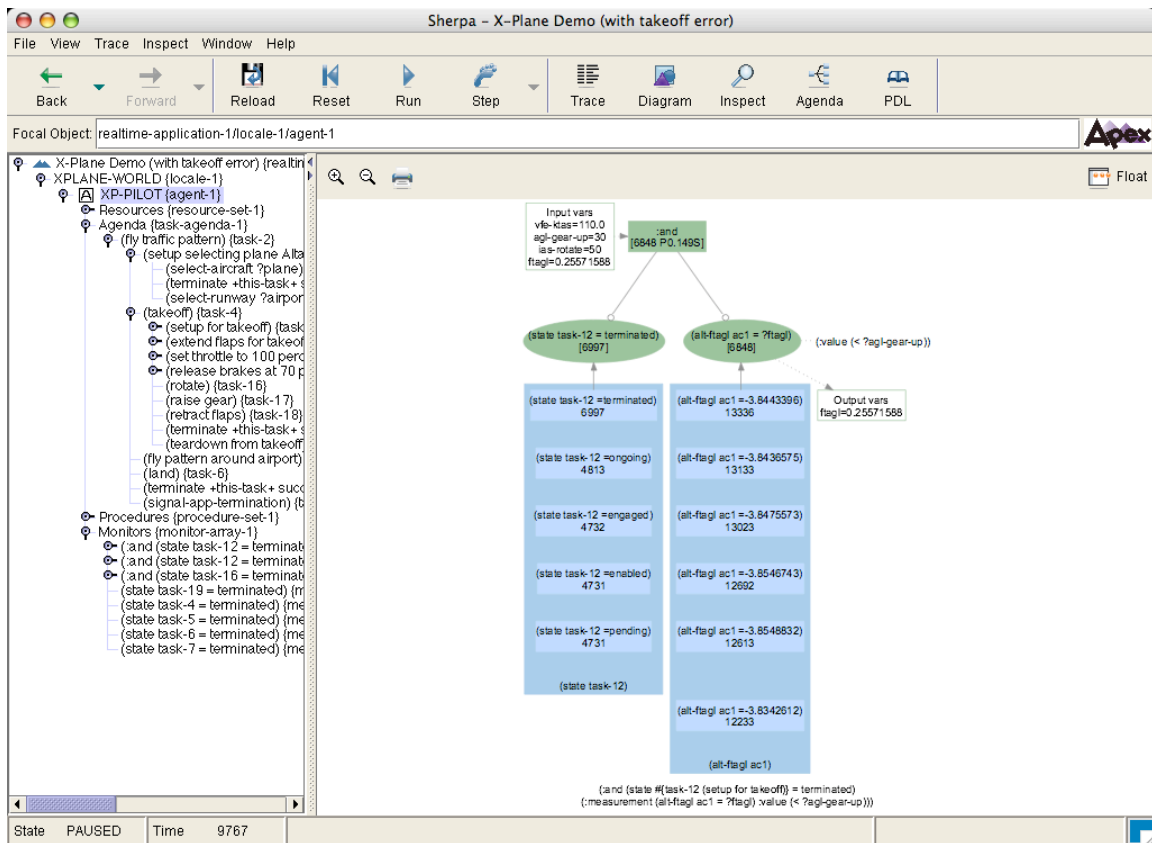 Sherpa – X-Plane Demo (with takeoff error)
File View Trace Inspect Window Help
Back Forward Reload Reset Run Step Trace Diagram Inspect Agenda PDL
Focal Object: realtime-application-1/locale-1/agent-1
Apex
X-Plane Demo (with takeoff error) {realtin
XPLANE-WORLD {locale-1}
A XP-PILOT {agent-1}
Resources {resource-set-1}
Agenda {task-agenda-1}
(fly traffic pattern) {task-2}
(setup selecting plane Alta
(select-aircraft ?plane)
(terminate +this-task+ s
(select-runway ?airpor
(takeoff) {task-4}
(setup for takeoff) {task
(extend flaps for takeof
(set throttle to 100 perc
(release brakes at 70 p
(rotate) {task-16}
(raise gear) {task-17}
(retract flaps) {task-18}
(terminate +this-task+ s
(teardown from takeoff
(fly pattern around airport)
(land) {task-6}
(terminate +this-task+ succ
(signal-app-termination) {t
Procedures {procedure-set-1}
Monitors {monitor-array-1}
(:and (state task-12 = terminat
(:and (state task-12 = terminat
(:and (state task-16 = terminat
(state task-19 = terminated) {m
(state task-4 = terminated) {me
(state task-5 = terminated) {me
(state task-6 = terminated) {me
(state task-7 = terminated) {me
Float
Input vars
vfe-ktas=110.0
agl-gear-up=30
ias-rotate=50
ftagl=0.25571588
:and
[6848 P0.149S]
(state task-12 = terminated)
[6997]
(alt-ftagl ac1 = ?ftagl)
[6848]
(:value (< ?agl-gear-up))
Output vars
ftagl=0.25571588
(state task-12 =terminated)
6997
(state task-12 =ongoing)
4813
(state task-12 =engaged)
4732
(state task-12 =enabled)
4731
(state task-12 =pending)
4731
(state task-12)
(alt-ftagl ac1 =-3.8443396)
13336
(alt-ftagl ac1 =-3.8436575)
13133
(alt-ftagl ac1 =-3.8475573)
13023
(alt-ftagl ac1 =-3.8546743)
12692
(alt-ftagl ac1 =-3.8548832)
12613
(alt-ftagl ac1 =-3.8342612)
12233
(alt-ftagl ac1)
(:and (state #{task-12 (setup for takeoff)} = terminated)
(:measurement (alt-ftagl ac1 = ?ftagl) :value (< ?agl-gear-up)))
State PAUSED Time 9767